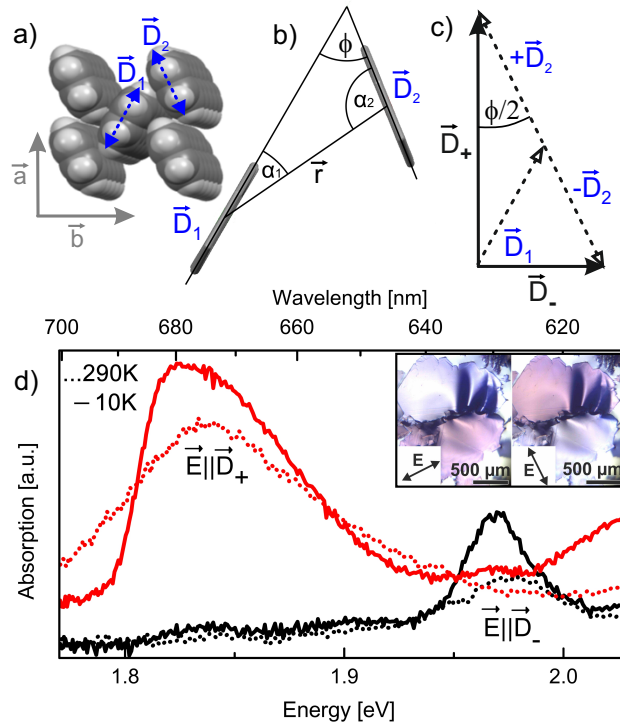 a)
D₂
D₁
a
b
b)
ϕ
α₂
D₂
α₁
r
D₁
c)
+D₂
ϕ/2
D₊
-D₂
D₁
D₋
Wavelength [nm]
700 680 660 640 620
d)
...290K
– 10K
E||D₊
E
500 µm
E
500 µm
E||D₋
Absorption [a.u.]
1.8 1.9 2.0
Energy [eV]